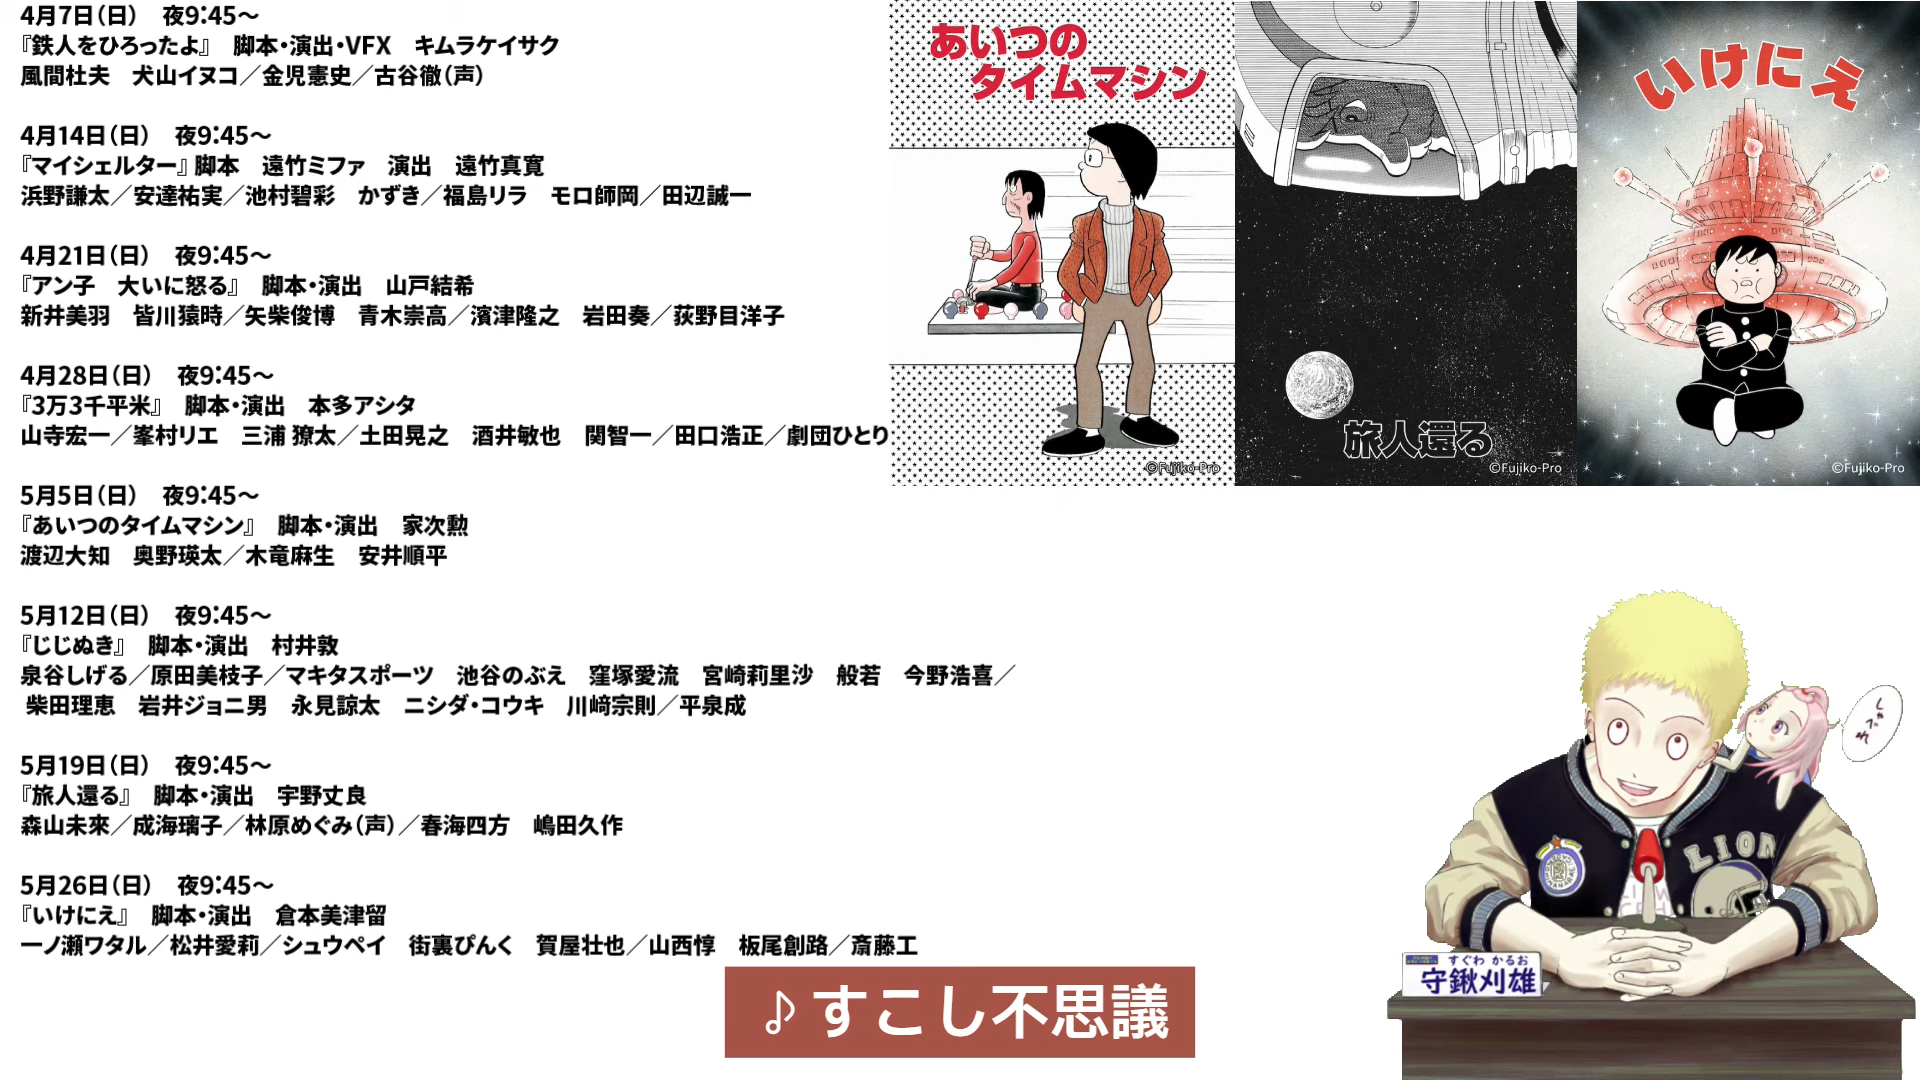 4月7日（日）　夜9:45～
『鉄人をひろったよ』　脚本・演出・VFX　キムラケイサク
風間杜夫　犬山イヌコ／金児憲史／古谷徹（声）
4月14日（日）　夜9:45～
『マイシェルター』脚本　遠竹ミファ　演出　遠竹真寛
浜野謙太／安達祐実／池村碧彩　かずき／福島リラ　モロ師岡／田辺誠一
4月21日（日）　夜9:45～
『アン子　大いに怒る』　脚本・演出　山戸結希
新井美羽　皆川猿時／矢柴俊博　青木崇高／濱津隆之　岩田奏／荻野目洋子
4月28日（日）　夜9:45～
『3万3千平米』　脚本・演出　本多アシタ
山寺宏一／峯村リエ　三浦 獠太／土田晃之　酒井敏也　関智一／田口浩正／劇団ひとり
5月5日（日）　夜9:45～
『あいつのタイムマシン』　脚本・演出　家次勲
渡辺大知　奥野瑛太／木竜麻生　安井順平
5月12日（日）　夜9:45～
『じじぬき』　脚本・演出　村井敦
泉谷しげる／原田美枝子／マキタスポーツ　池谷のぶえ　窪塚愛流　宮崎莉里沙　般若　今野浩喜／
柴田理恵　岩井ジョニ男　永見諒太　ニシダ・コウキ　川﨑宗則／平泉成
5月19日（日）　夜9:45～
『旅人還る』　脚本・演出　宇野丈良
森山未來／成海璃子／林原めぐみ（声）／春海四方　嶋田久作
5月26日（日）　夜9:45～
『いけにえ』　脚本・演出　倉本美津留
一ノ瀬ワタル／松井愛莉／シュウペイ　街裏ぴんく　賀屋壮也／山西惇　板尾創路／斎藤工
あいつの
タイムマシン
©Fujiko-Pro
旅人還る
©Fujiko-Pro
いけにえ
©Fujiko-Pro
しゃべれ
LION
すぐわ かるお
守鍬刈雄
♪すこし不思議